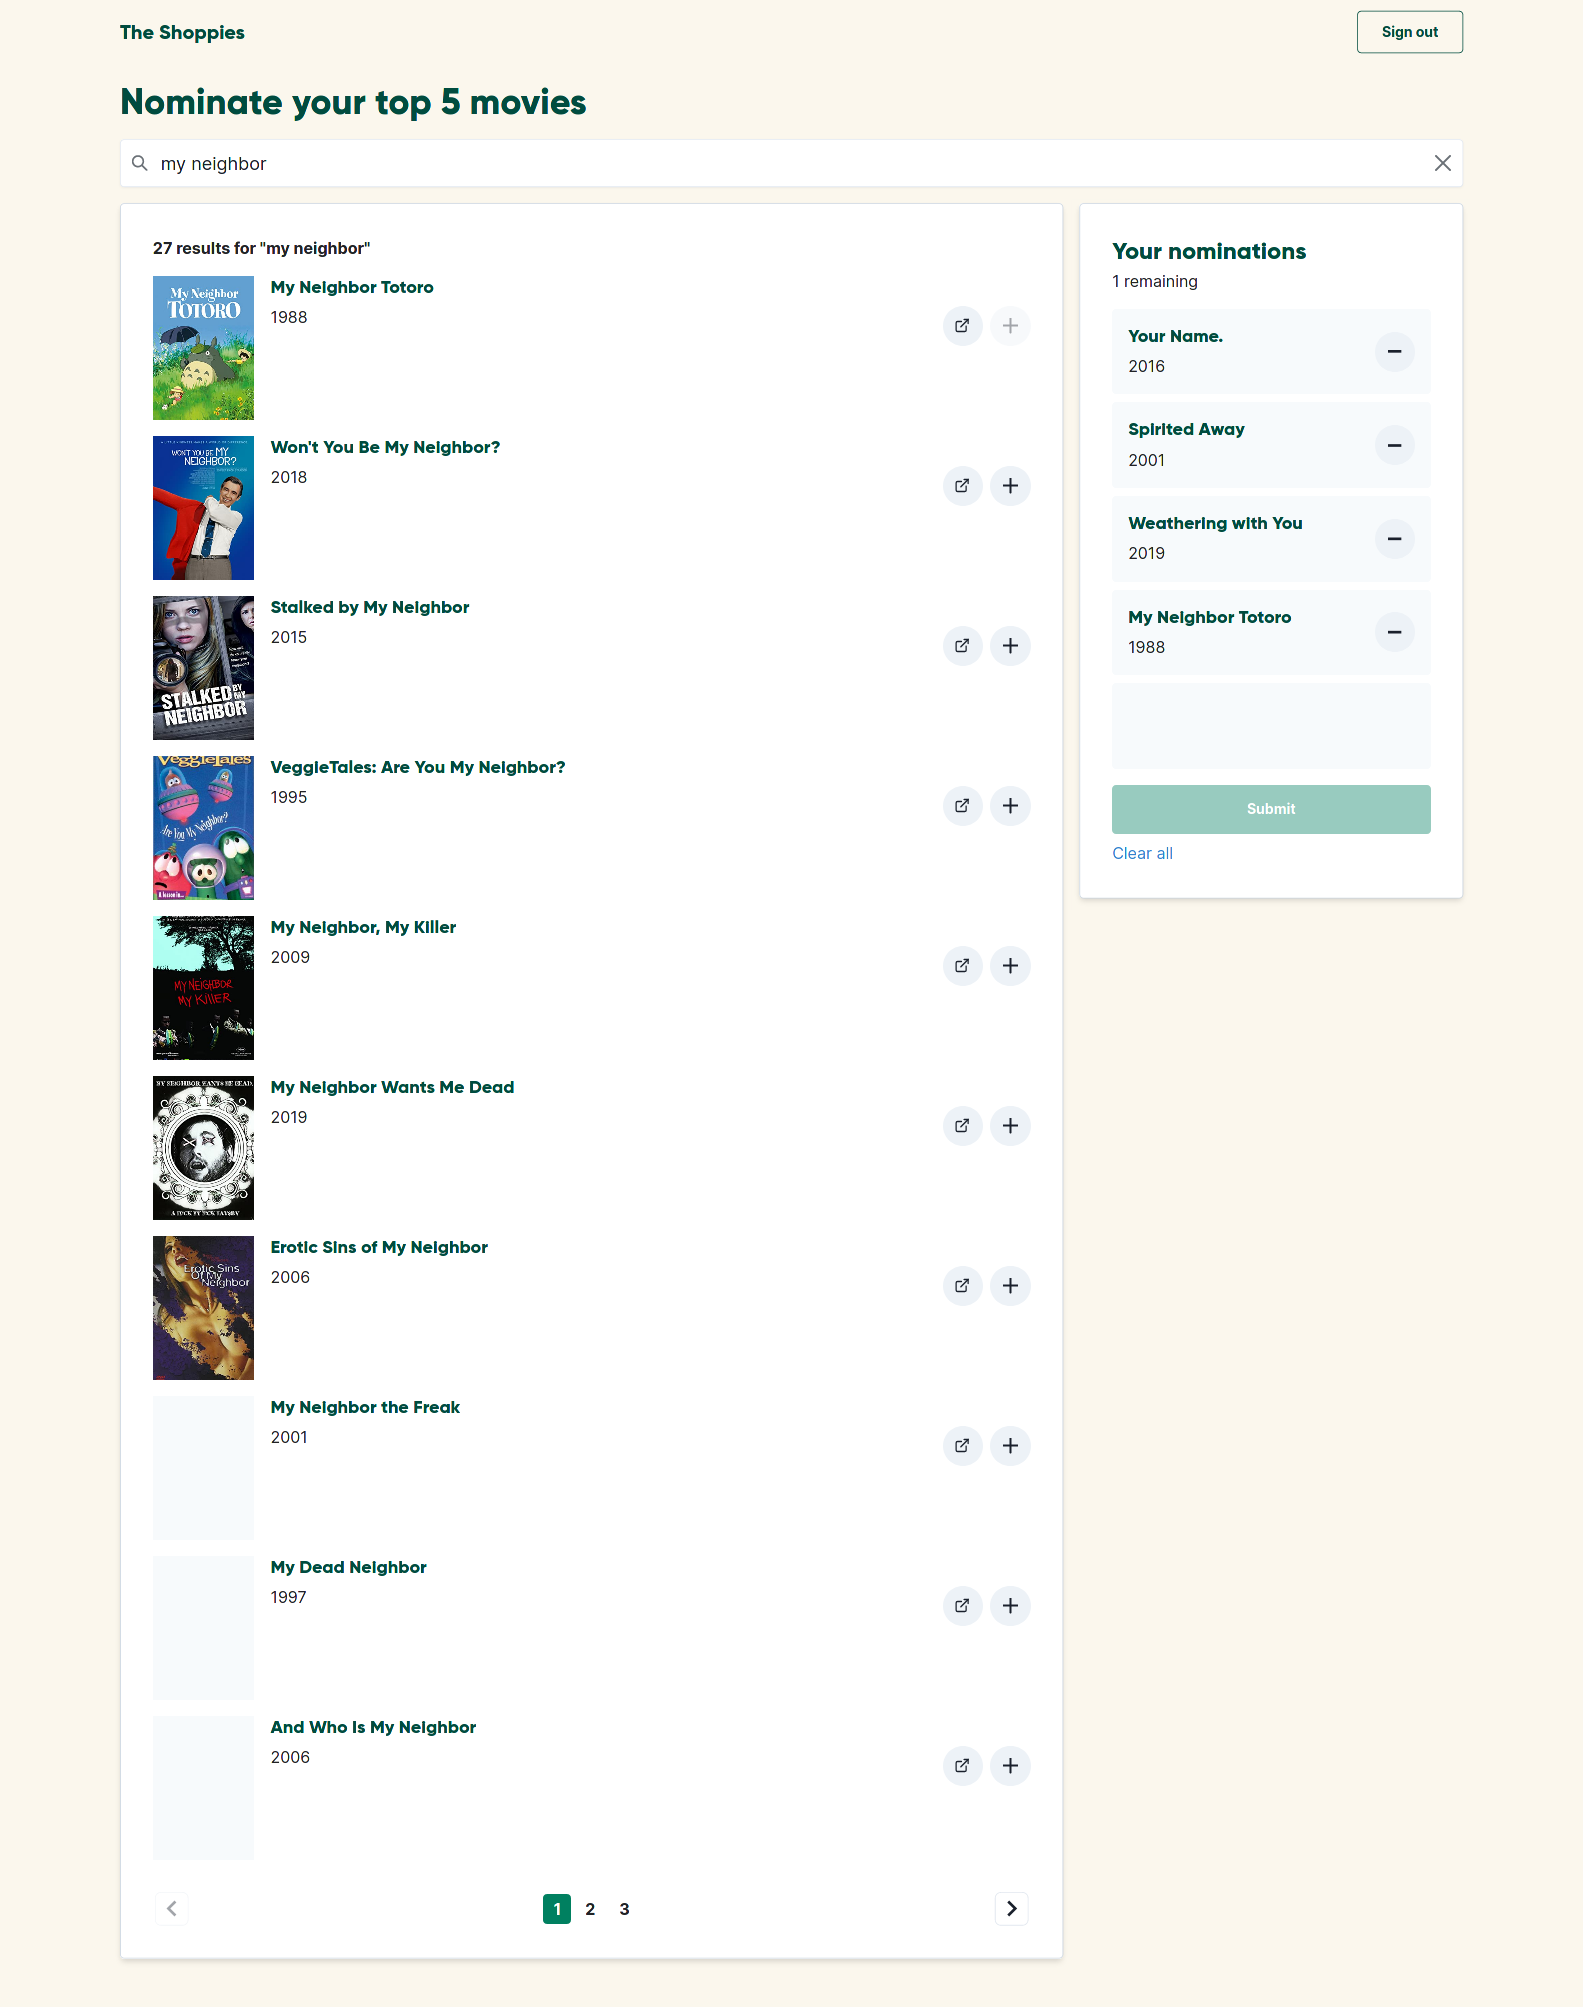 The Shoppies
Sign out
Nominate your top 5 movies
my neighbor
27 results for "my neighbor"
My Neighbor
TOTORO
My Neighbor Totoro
1988
WON'T YOU BE MY
NEIGHBOR?
Won't You Be My Neighbor?
2018
STALKED BY MY
NEIGHBOR
Stalked by My Neighbor
2015
VeggieTales
Are You My Neighbor?
A lesson in...
VeggieTales: Are You My Neighbor?
1995
MY NEIGHBOR
MY KILLER
My Neighbor, My Killer
2009
MY NEIGHBOR WANTS ME DEAD
My Neighbor Wants Me Dead
2019
Erotic Sins
Of My
Neighbor
Erotic Sins of My Neighbor
2006
My Neighbor the Freak
2001
My Dead Neighbor
1997
And Who Is My Neighbor
2006
1 2 3
Your nominations
1 remaining
Your Name.
2016
Spirited Away
2001
Weathering with You
2019
My Neighbor Totoro
1988
Submit
Clear all